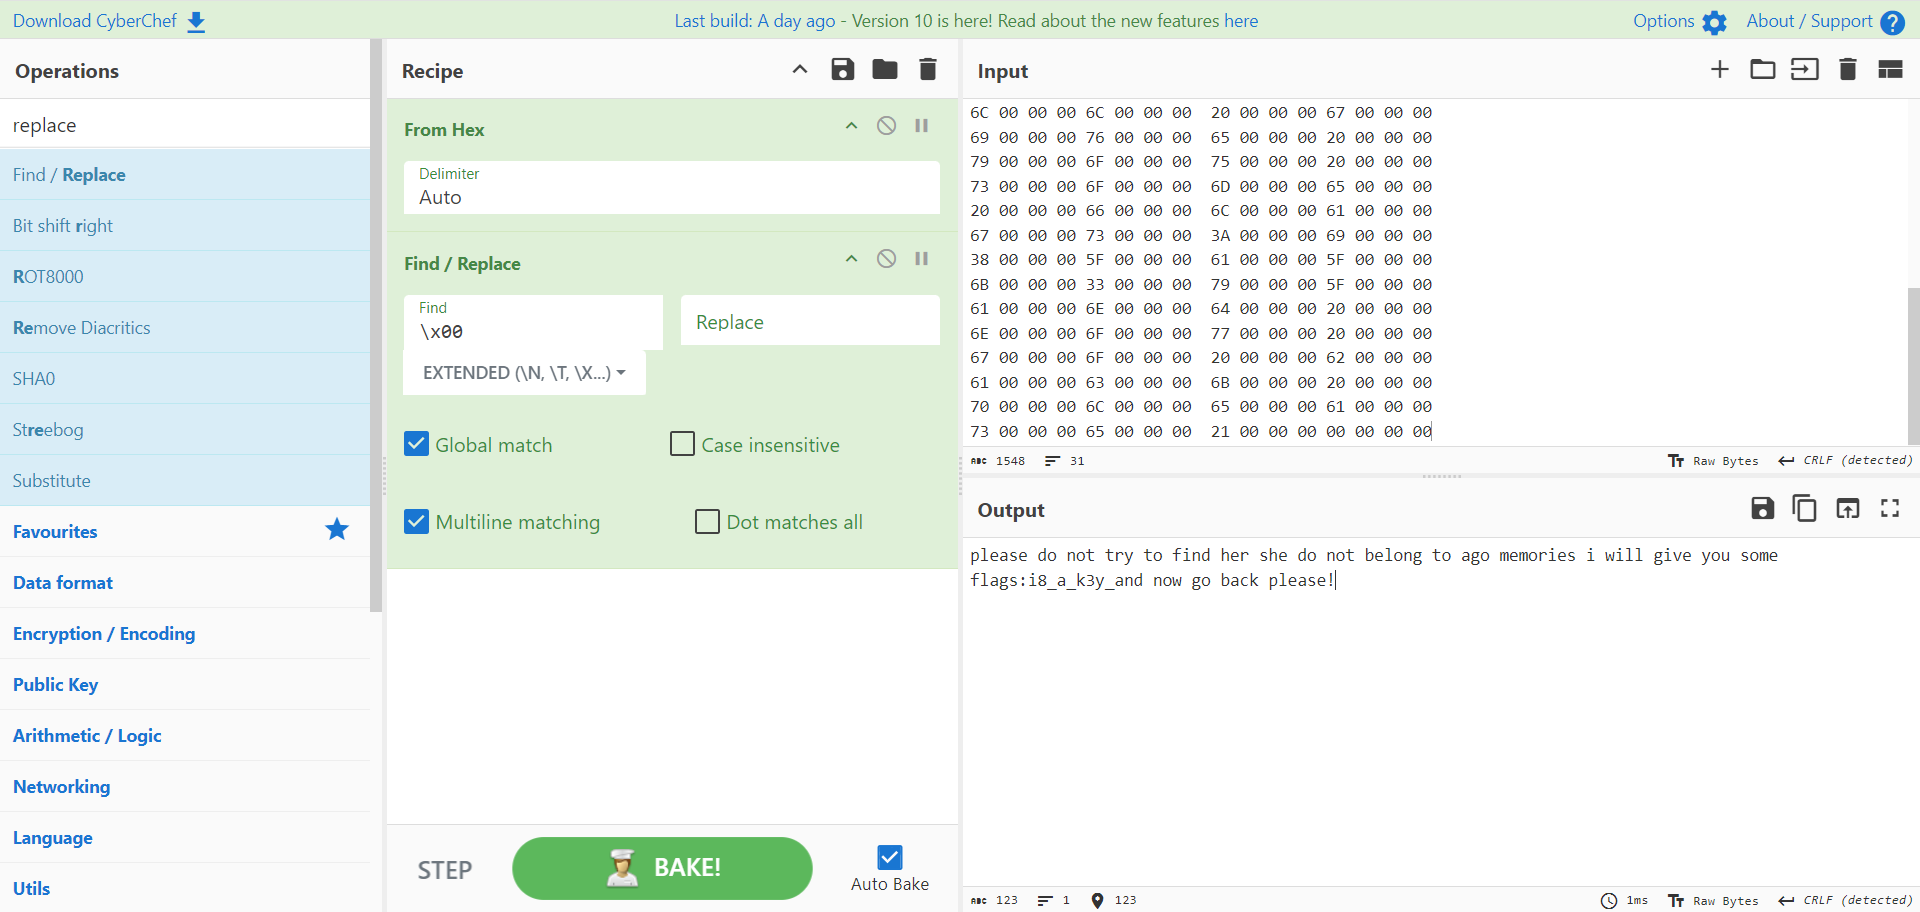 Download CyberChef
Last build: A day ago - Version 10 is here! Read about the new features here
Options
About / Support
Operations
replace
Find / Replace
Bit shift right
ROT8000
Remove Diacritics
SHA0
Streebog
Substitute
Favourites
Data format
Encryption / Encoding
Public Key
Arithmetic / Logic
Networking
Language
Utils
Recipe
From Hex
Delimiter
Auto
Find / Replace
Find
\x00
Replace
EXTENDED (\N, \T, \X...)
Global match
Case insensitive
Multiline matching
Dot matches all
STEP
BAKE!
Auto Bake
Input
6C 00 00 00 6C 00 00 00  20 00 00 00 67 00 00 00
69 00 00 00 76 00 00 00  65 00 00 00 20 00 00 00
79 00 00 00 6F 00 00 00  75 00 00 00 20 00 00 00
73 00 00 00 6F 00 00 00  6D 00 00 00 65 00 00 00
20 00 00 00 66 00 00 00  6C 00 00 00 61 00 00 00
67 00 00 00 73 00 00 00  3A 00 00 00 69 00 00 00
38 00 00 00 5F 00 00 00  61 00 00 00 5F 00 00 00
6B 00 00 00 33 00 00 00  79 00 00 00 5F 00 00 00
61 00 00 00 6E 00 00 00  64 00 00 00 20 00 00 00
6E 00 00 00 6F 00 00 00  77 00 00 00 20 00 00 00
67 00 00 00 6F 00 00 00  20 00 00 00 62 00 00 00
61 00 00 00 63 00 00 00  6B 00 00 00 20 00 00 00
70 00 00 00 6C 00 00 00  65 00 00 00 61 00 00 00
73 00 00 00 65 00 00 00  21 00 00 00 00 00 00 00
ABC 1548 31
Tт Raw Bytes CRLF (detected)
Output
please do not try to find her she do not belong to ago memories i will give you some
flags:i8_a_k3y_and now go back please!
ABC 123 1 123
1ms Tт Raw Bytes CRLF (detected)